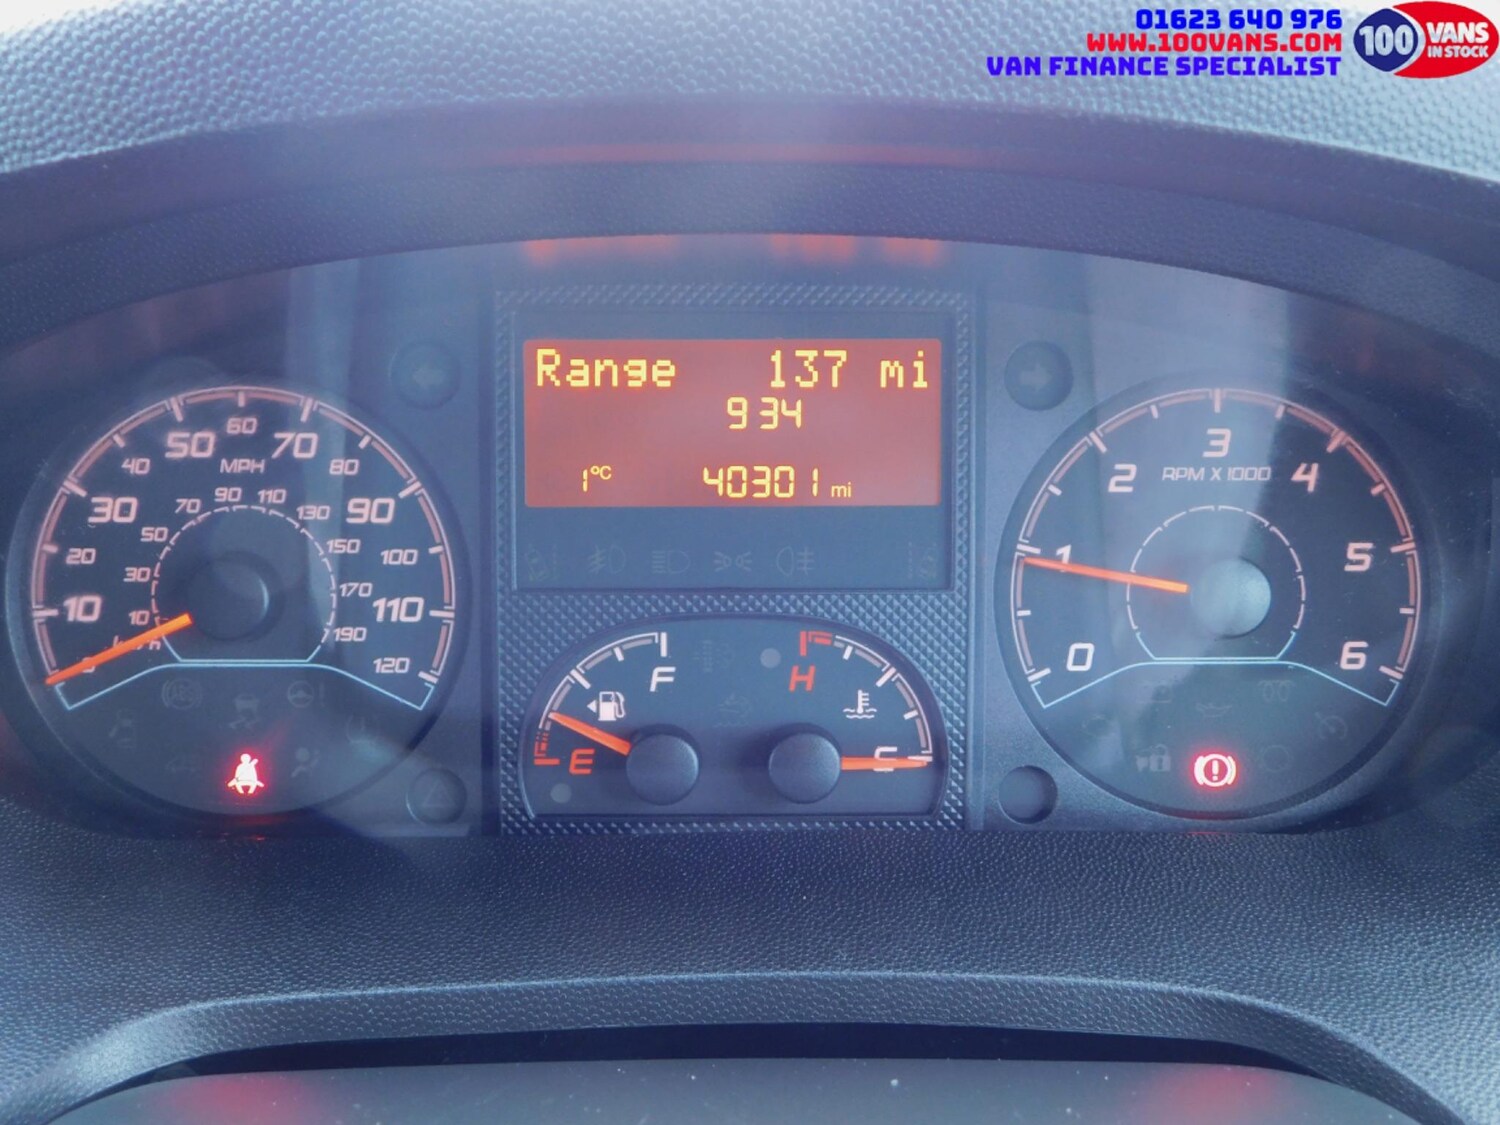 01623 640 976
WWW.100VANS.COM
VAN FINANCE SPECIALIST
100 VANS
IN STOCK
Range 137 mi
9 34
1°C 40301 mi
10 20 30 40 50 60 70 80 90 100 110 120
MPH
10 30 50 70 90 110 130 150 170 190
0 1 2 3 4 5 6
RPM X 1000
F
E
H
C